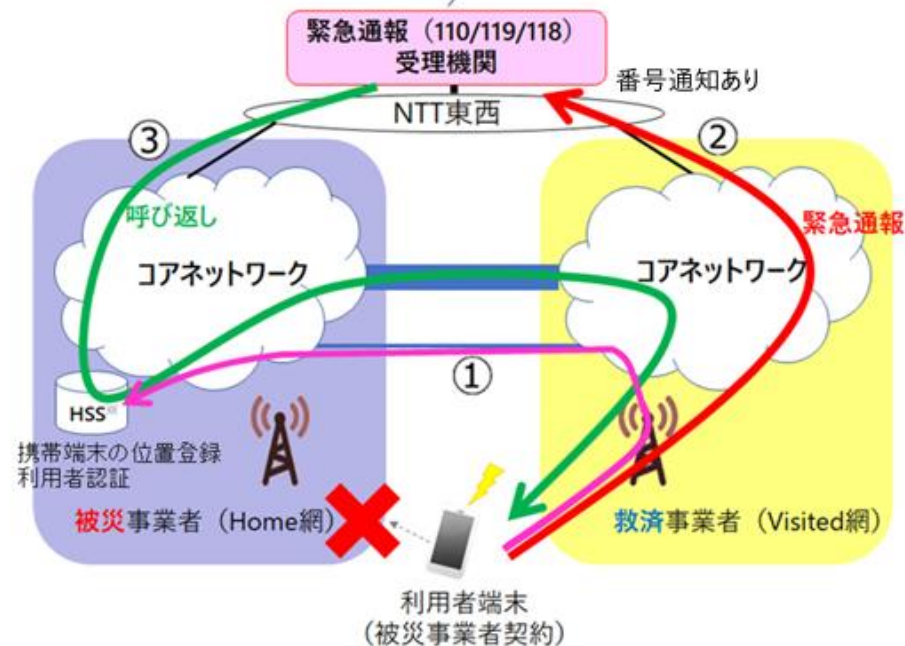 緊急通報（110/119/118）
受理機関
番号通知あり
NTT東西
③
②
呼び返し
緊急通報
コアネットワーク
コアネットワーク
①
HSS※
携帯端末の位置登録
利用者認証
被災事業者（Home網）
救済事業者（Visited網）
利用者端末
（被災事業者契約）